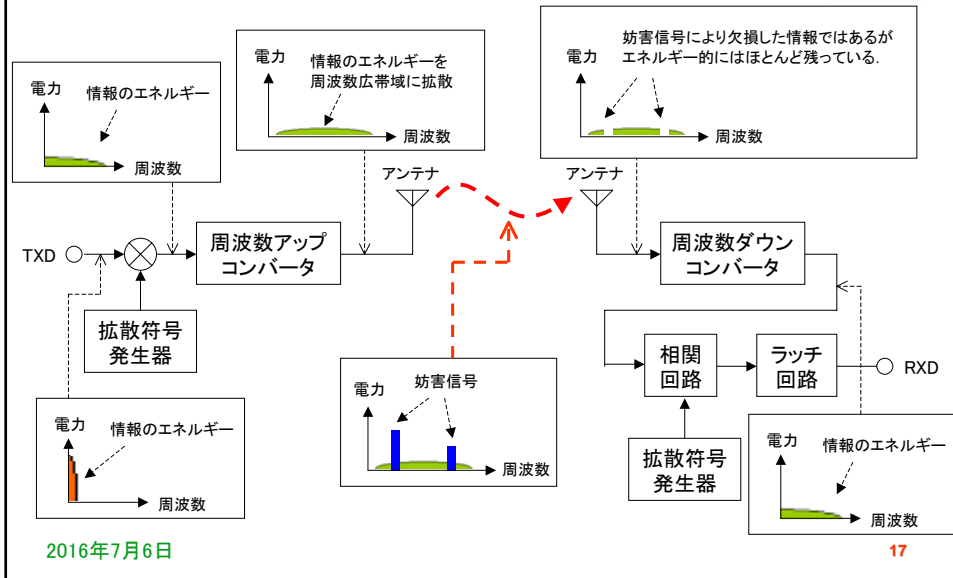 電力
情報のエネルギー
周波数
電力
情報のエネルギーを
周波数広帯域に拡散
周波数
妨害信号により欠損した情報ではあるが
エネルギー的にはほとんど残っている.
電力
周波数
アンテナ
アンテナ
TXD
周波数アップ
コンバータ
周波数ダウン
コンバータ
拡散符号
発生器
相関
回路
ラッチ
回路
RXD
電力
情報のエネルギー
周波数
電力
妨害信号
周波数
拡散符号
発生器
電力
情報のエネルギー
周波数
2016年7月6日
17